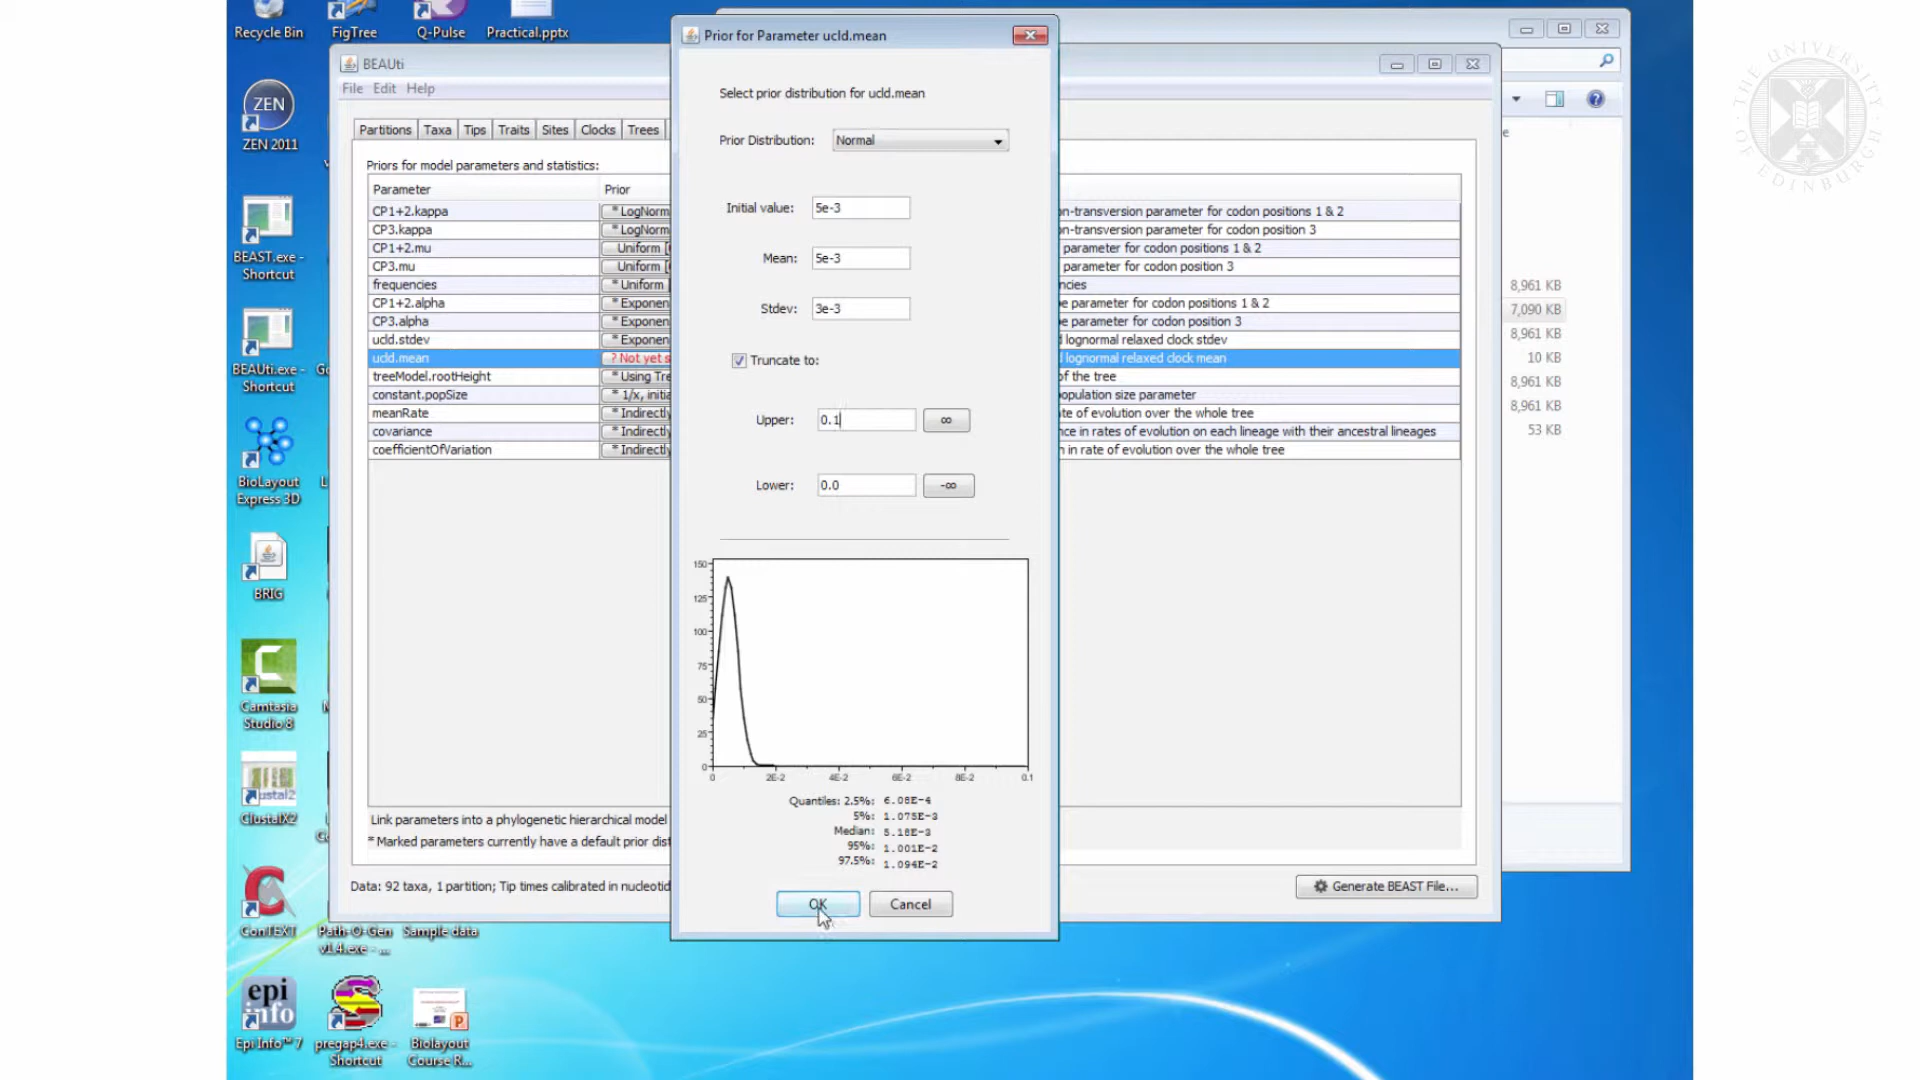 Recycle Bin
FigTree
Q-Pulse
Practical.pptx
ZEN
ZEN 2011
BEAST.exe -
Shortcut
BEAUti.exe -
Shortcut
BioLayout
Express 3D
BRIG
Camtasia
Studio 8
ClustalX2
ConTEXT
Path-O-Gen
v1.4.exe - ...
Sample data
epi
info
Epi Info™ 7
pregap4.exe -
Shortcut
Biolayout
Course R...
BEAUti
File Edit Help
Partitions Taxa Tips Traits Sites Clocks Trees
Priors for model parameters and statistics:
Parameter Prior
CP1+2.kappa * LogNorm n-transversion parameter for codon positions 1 & 2
CP3.kappa * LogNorm n-transversion parameter for codon position 3
CP1+2.mu Uniform [ parameter for codon positions 1 & 2
CP3.mu Uniform [ parameter for codon position 3
frequencies * Uniform ncies
CP1+2.alpha * Exponen e parameter for codon positions 1 & 2
CP3.alpha * Exponen e parameter for codon position 3
ucld.stdev * Exponen d lognormal relaxed clock stdev
ucld.mean ? Not yet s d lognormal relaxed clock mean
treeModel.rootHeight * Using Tre of the tree
constant.popSize * 1/x, initia opulation size parameter
meanRate * Indirectly te of evolution over the whole tree
covariance * Indirectly nce in rates of evolution on each lineage with their ancestral lineages
coefficientOfVariation * Indirectly n in rate of evolution over the whole tree
Link parameters into a phylogenetic hierarchical model
* Marked parameters currently have a default prior dist
Data: 92 taxa, 1 partition; Tip times calibrated in nucleotid
Generate BEAST File...
Prior for Parameter ucld.mean
Select prior distribution for ucld.mean
Prior Distribution: Normal
Initial value: 5e-3
Mean: 5e-3
Stdev: 3e-3
Truncate to:
Upper: 0.1 ∞
Lower: 0.0 -∞
150
125
100
75
50
25
0
0 2E-2 4E-2 6E-2 8E-2 0.1
Quantiles: 2.5%: 6.08E-4
5%: 1.075E-3
Median: 5.18E-3
95%: 1.001E-2
97.5%: 1.094E-2
OK Cancel
8,961 KB
7,090 KB
8,961 KB
10 KB
8,961 KB
8,961 KB
53 KB
THE UNIVERSITY
OF EDINBURGH